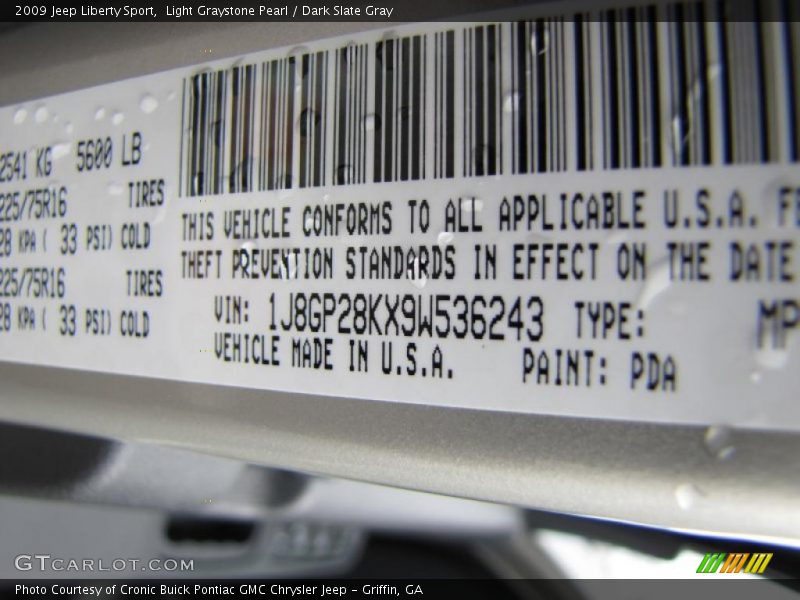 2009 Jeep Liberty Sport,  Light Graystone Pearl / Dark Slate Gray
2541 KG 5600 LB
225/75R16 TIRES
28 KPA ( 33 PSI) COLD
225/75R16 TIRES
28 KPA ( 33 PSI) COLD
THIS VEHICLE CONFORMS TO ALL APPLICABLE U.S.A. FE
THEFT PREVENTION STANDARDS IN EFFECT ON THE DATE
VIN: 1J8GP28KX9W536243 TYPE: MP
VEHICLE MADE IN U.S.A. PAINT: PDA
GTCARLOT.COM
Photo Courtesy of Cronic Buick Pontiac GMC Chrysler Jeep - Griffin, GA